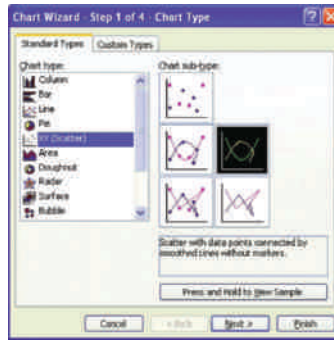 Chart Wizard - Step 1 of 4 - Chart Type
Standard Types
Custom Types
Chart type:
Column
Bar
Line
Pie
XY (Scatter)
Area
Doughnut
Radar
Surface
Bubble
Chart sub-type:
Scatter with data points connected by
smoothed Lines without markers.
Press and Hold to View Sample
Cancel
< Back
Next >
Finish